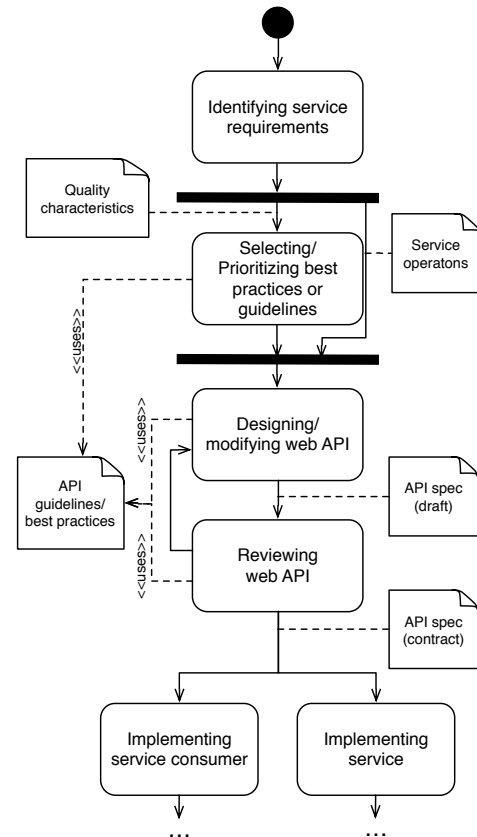 Identifying service
requirements
Quality
characteristics
Selecting/
Prioritizing best
practices or
guidelines
Service
operatons
<<uses>>
Designing/
modifying web API
<<uses>>
API
guidelines/
best practices
API spec
(draft)
<<uses>>
Reviewing
web API
API spec
(contract)
Implementing
service consumer
Implementing
service
...
...